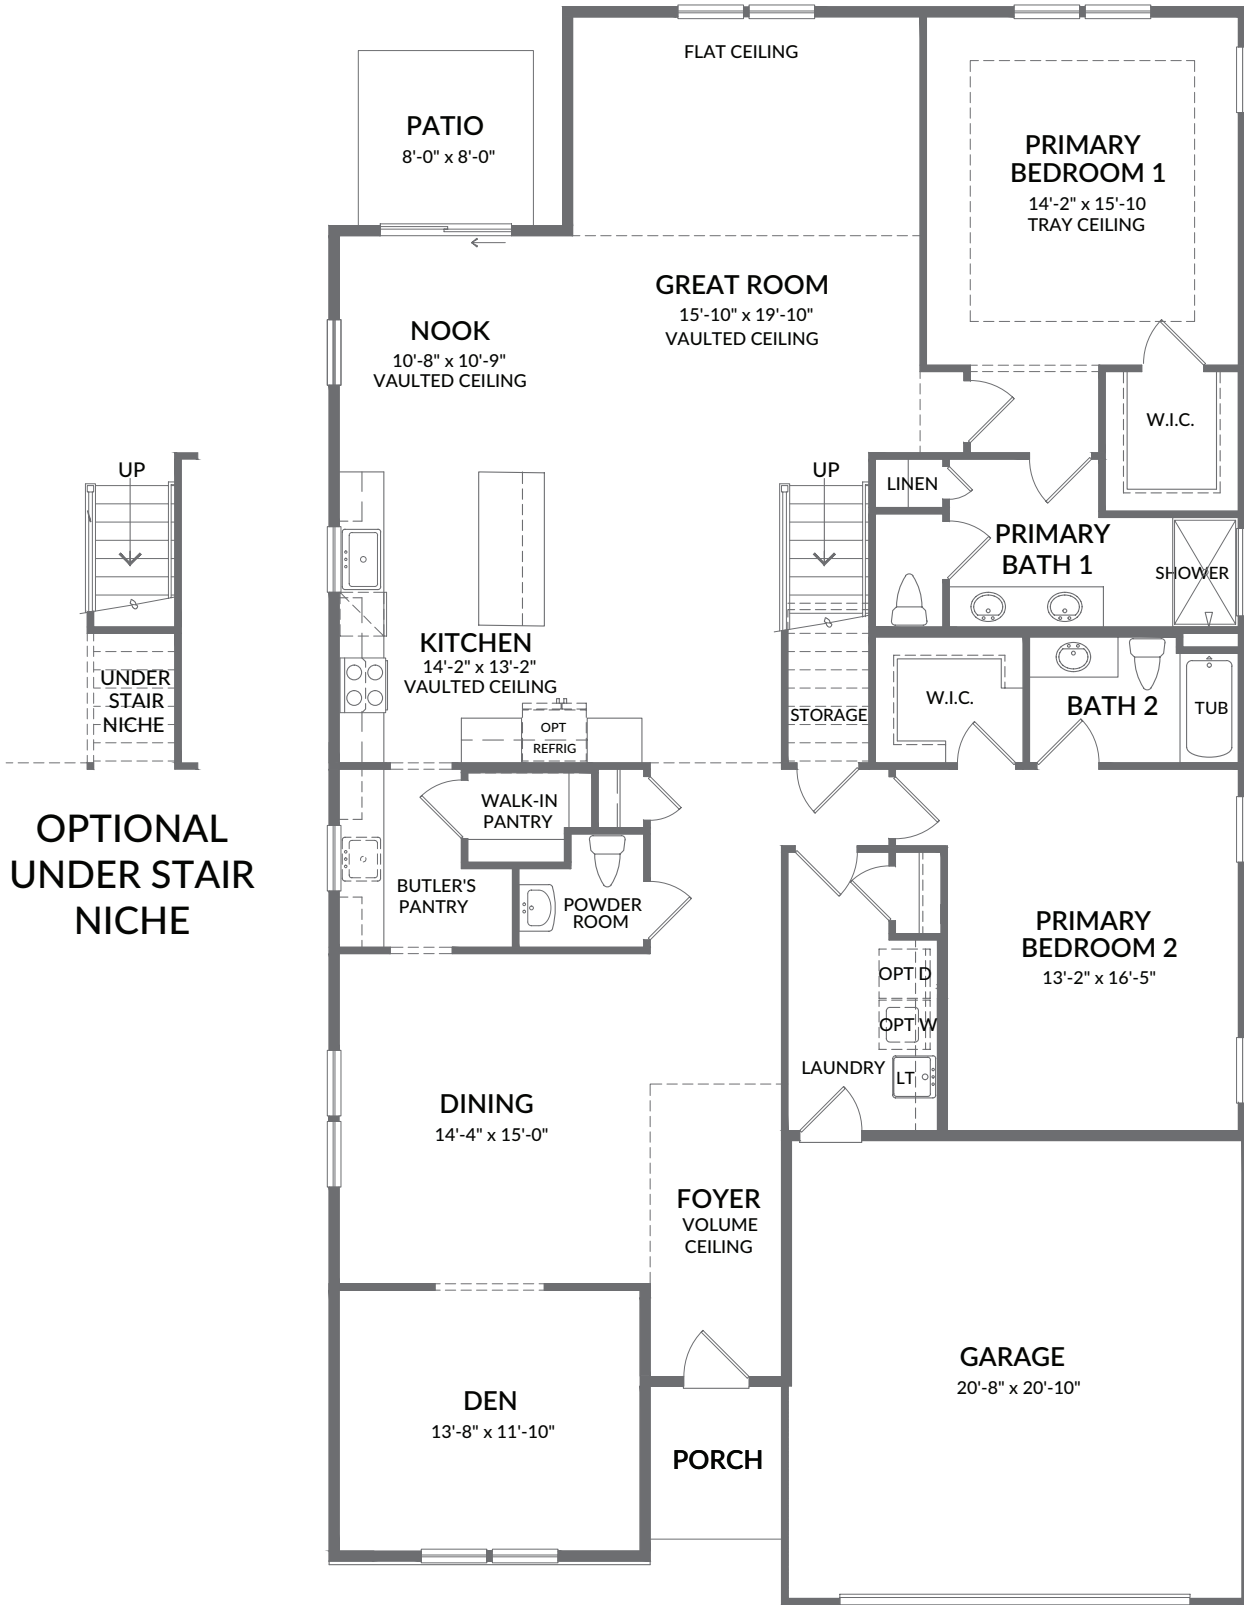 FLAT CEILING
PATIO
8'-0" x 8'-0"
PRIMARY
BEDROOM 1
14'-2" x 15'-10
TRAY CEILING
GREAT ROOM
15'-10" x 19'-10"
VAULTED CEILING
NOOK
10'-8" x 10'-9"
VAULTED CEILING
W.I.C.
UP
UP
LINEN
PRIMARY
BATH 1
SHOWER
KITCHEN
14'-2" x 13'-2"
VAULTED CEILING
UNDER
STAIR
NICHE
OPT
REFRIG
STORAGE
W.I.C.
BATH 2
TUB
OPTIONAL
UNDER STAIR
NICHE
WALK-IN
PANTRY
BUTLER'S
PANTRY
POWDER
ROOM
PRIMARY
BEDROOM 2
13'-2" x 16'-5"
OPT D
OPT W
LAUNDRY
LT
DINING
14'-4" x 15'-0"
FOYER
VOLUME
CEILING
GARAGE
20'-8" x 20'-10"
DEN
13'-8" x 11'-10"
PORCH